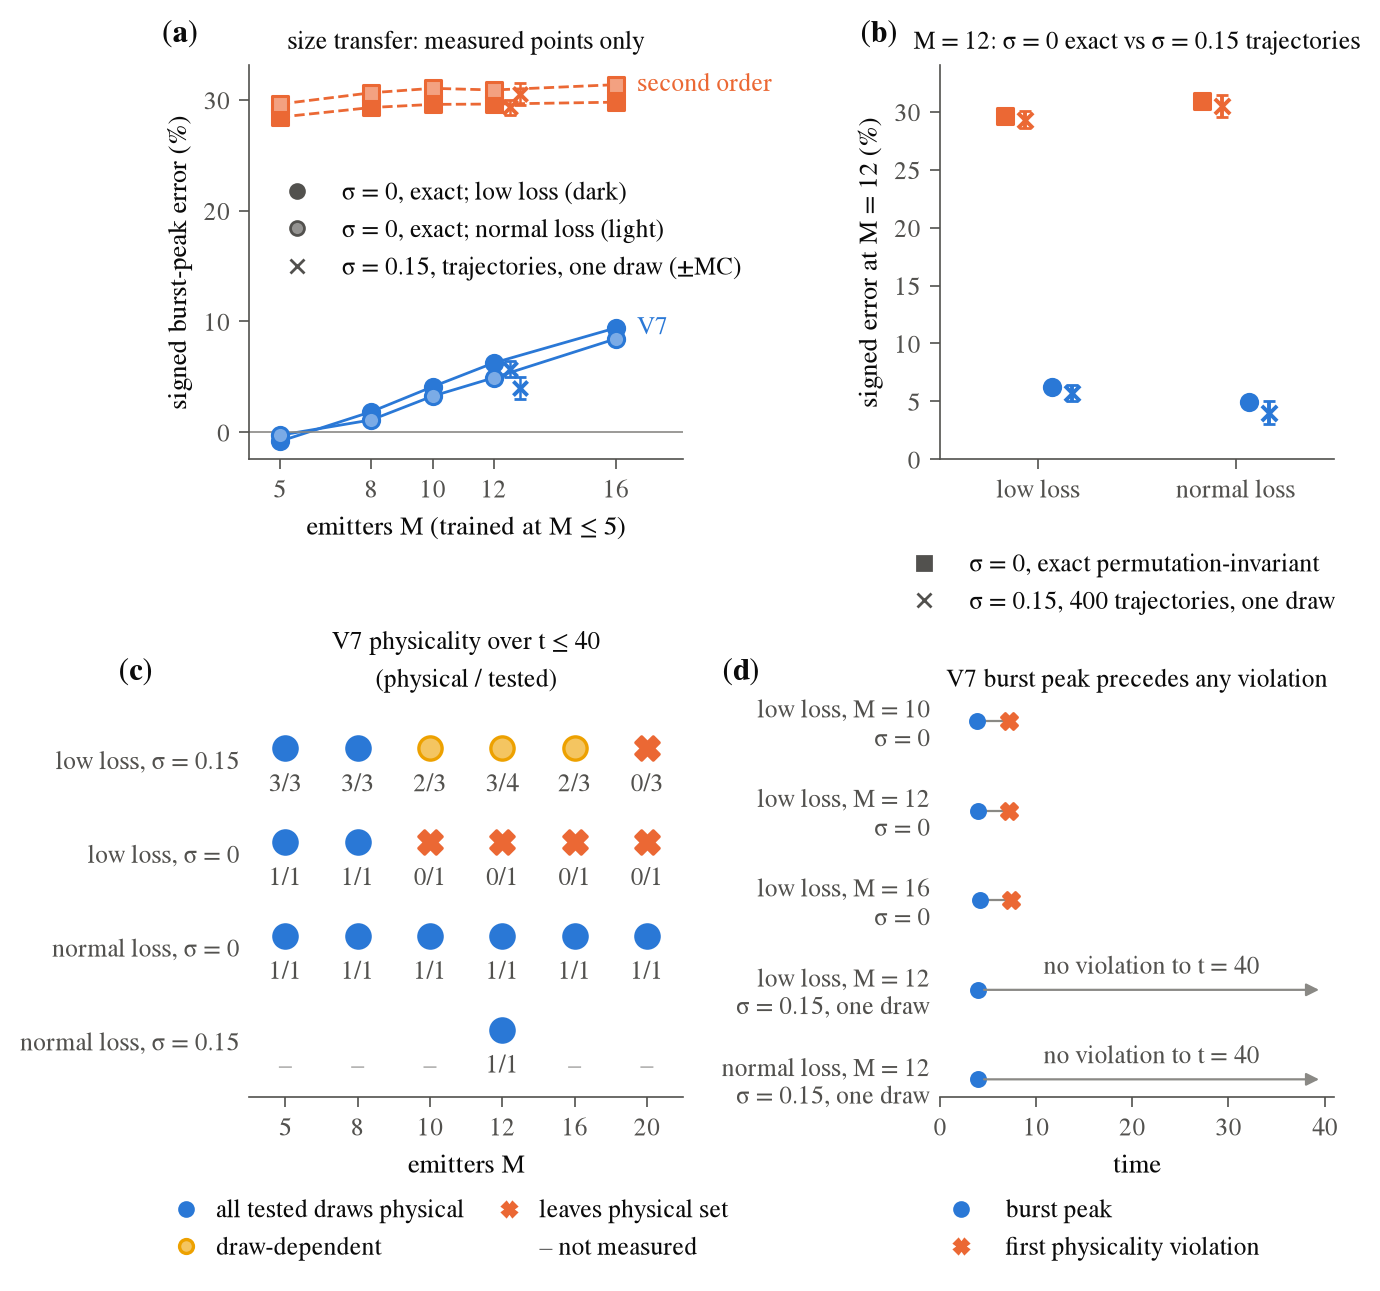 (a)
size transfer: measured points only
signed burst-peak error (%)
30
20
10
0
second order
σ = 0, exact; low loss (dark)
σ = 0, exact; normal loss (light)
σ = 0.15, trajectories, one draw (±MC)
V7
5 8 10 12 16
emitters M (trained at M ≤ 5)
(b)
M = 12: σ = 0 exact vs σ = 0.15 trajectories
signed error at M = 12 (%)
30
25
20
15
10
5
0
low loss normal loss
σ = 0, exact permutation-invariant
σ = 0.15, 400 trajectories, one draw
(c)
V7 physicality over t ≤ 40
(physical / tested)
low loss, σ = 0.15
3/3 3/3 2/3 3/4 2/3 0/3
low loss, σ = 0
1/1 1/1 0/1 0/1 0/1 0/1
normal loss, σ = 0
1/1 1/1 1/1 1/1 1/1 1/1
normal loss, σ = 0.15
– – – 1/1 – –
5 8 10 12 16 20
emitters M
all tested draws physical
draw-dependent
leaves physical set
– not measured
(d)
V7 burst peak precedes any violation
low loss, M = 10
σ = 0
low loss, M = 12
σ = 0
low loss, M = 16
σ = 0
low loss, M = 12
σ = 0.15, one draw
no violation to t = 40
normal loss, M = 12
σ = 0.15, one draw
no violation to t = 40
0 10 20 30 40
time
burst peak
first physicality violation